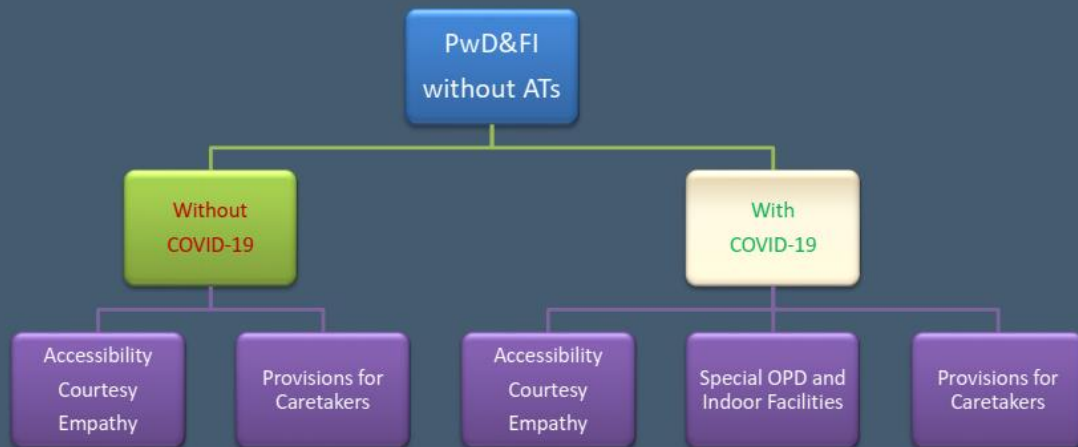 PwD&FI
without ATs
Without
COVID-19
With
COVID-19
Accessibility
Courtesy
Empathy
Provisions for
Caretakers
Accessibility
Courtesy
Empathy
Special OPD and
Indoor Facilities
Provisions for
Caretakers